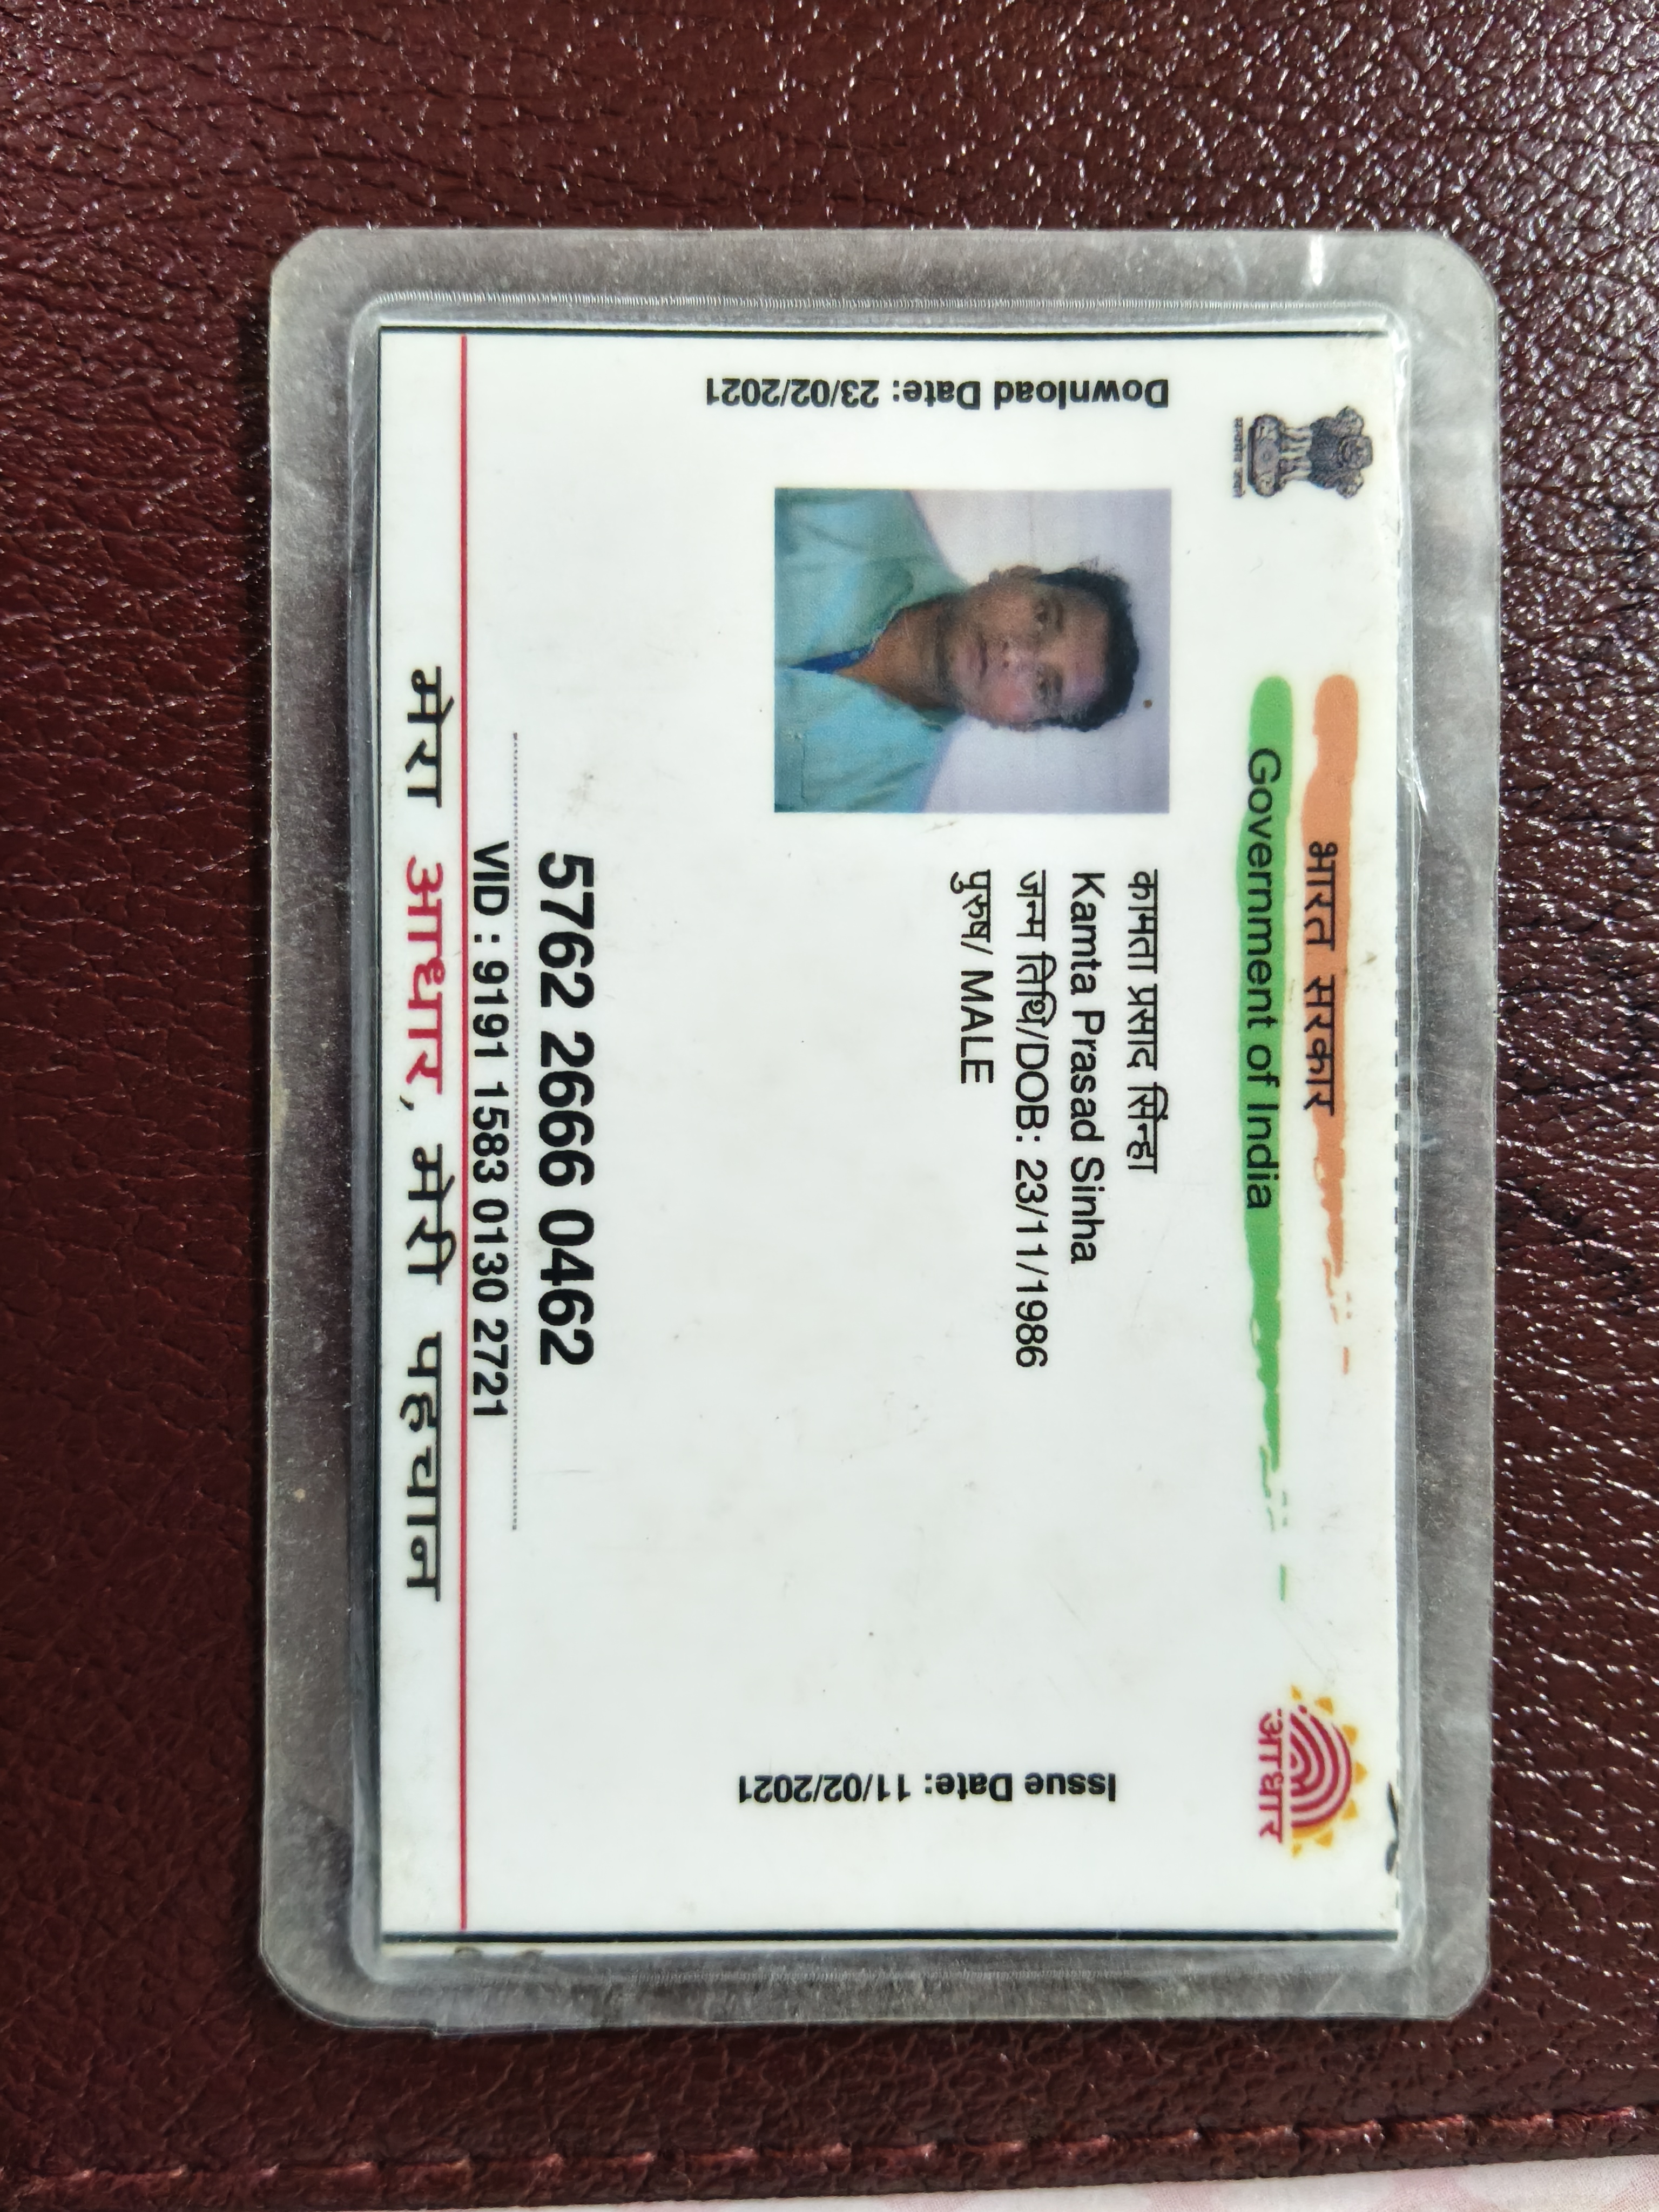 भारत सरकार
Government of India
Download Date: 23/02/2021
कामता प्रसाद सिंन्हा
Kamta Prasad Sinha
जन्म तिथि/DOB: 23/11/1986
पुरुष/ MALE
Issue Date: 11/02/2021
आधार
5762 2666 0462
VID : 9191 1583 0130 2721
मेरा आधार, मेरी पहचान